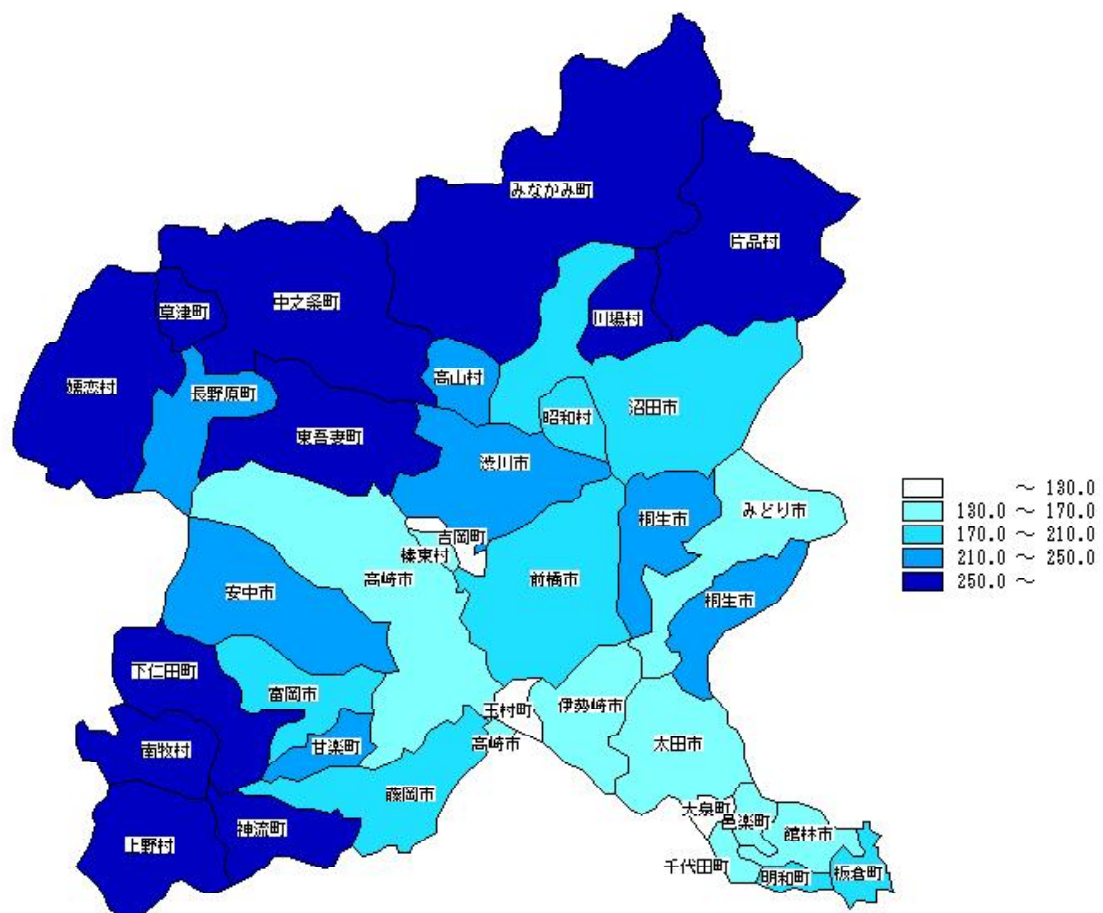 みなかみ町
片品村
草津町
中之条町
川場村
嬬恋村
長野原町
高山村
昭和村
沼田市
東吾妻町
渋川市
桐生市
みどり市
吉岡町
榛東村
高崎市
前橋市
安中市
桐生市
下仁田町
富岡市
玉村町
伊勢崎市
南牧村
甘楽町
高崎市
太田市
藤岡市
大泉町
邑楽町
館林市
神流町
上野村
千代田町
明和町
板倉町
～ 130.0
130.0 ～ 170.0
170.0 ～ 210.0
210.0 ～ 250.0
250.0 ～